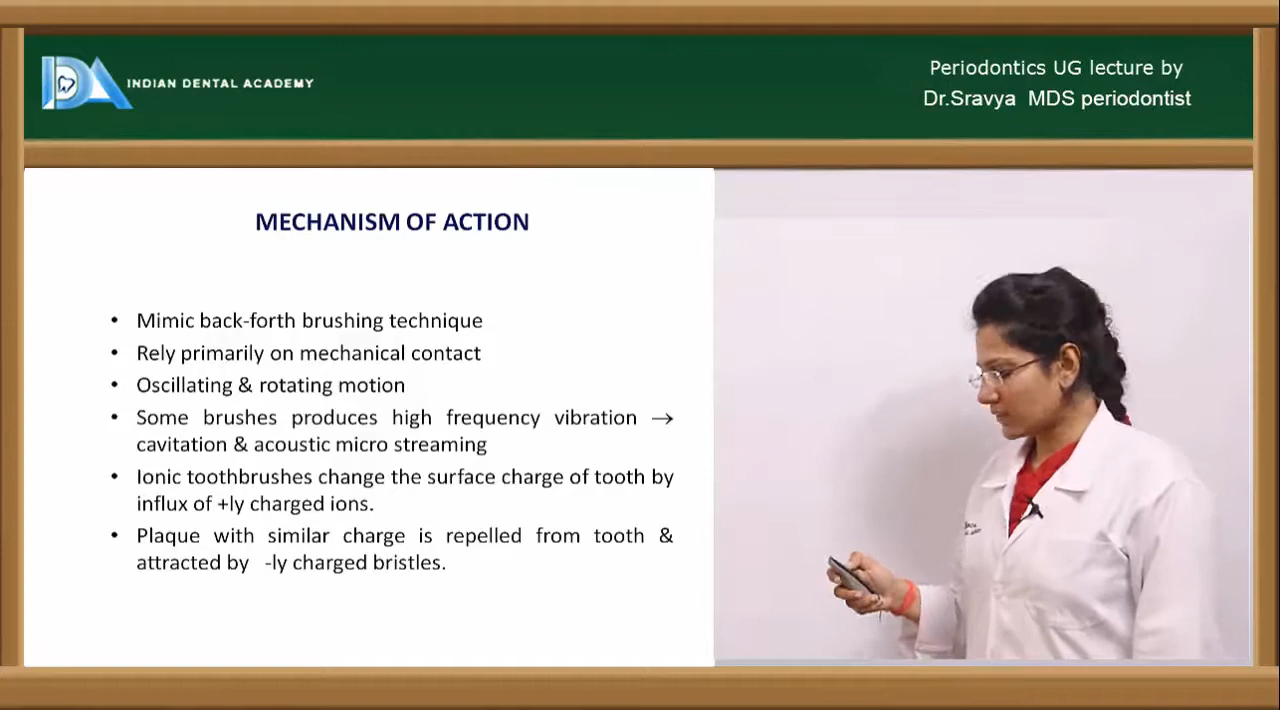 INDIAN DENTAL ACADEMY
Periodontics UG lecture by
Dr.Sravya MDS periodontist
MECHANISM OF ACTION
• Mimic back-forth brushing technique
• Rely primarily on mechanical contact
• Oscillating & rotating motion
• Some brushes produces high frequency vibration →
cavitation & acoustic micro streaming
• Ionic toothbrushes change the surface charge of tooth by
influx of +ly charged ions.
• Plaque with similar charge is repelled from tooth &
attracted by -ly charged bristles.